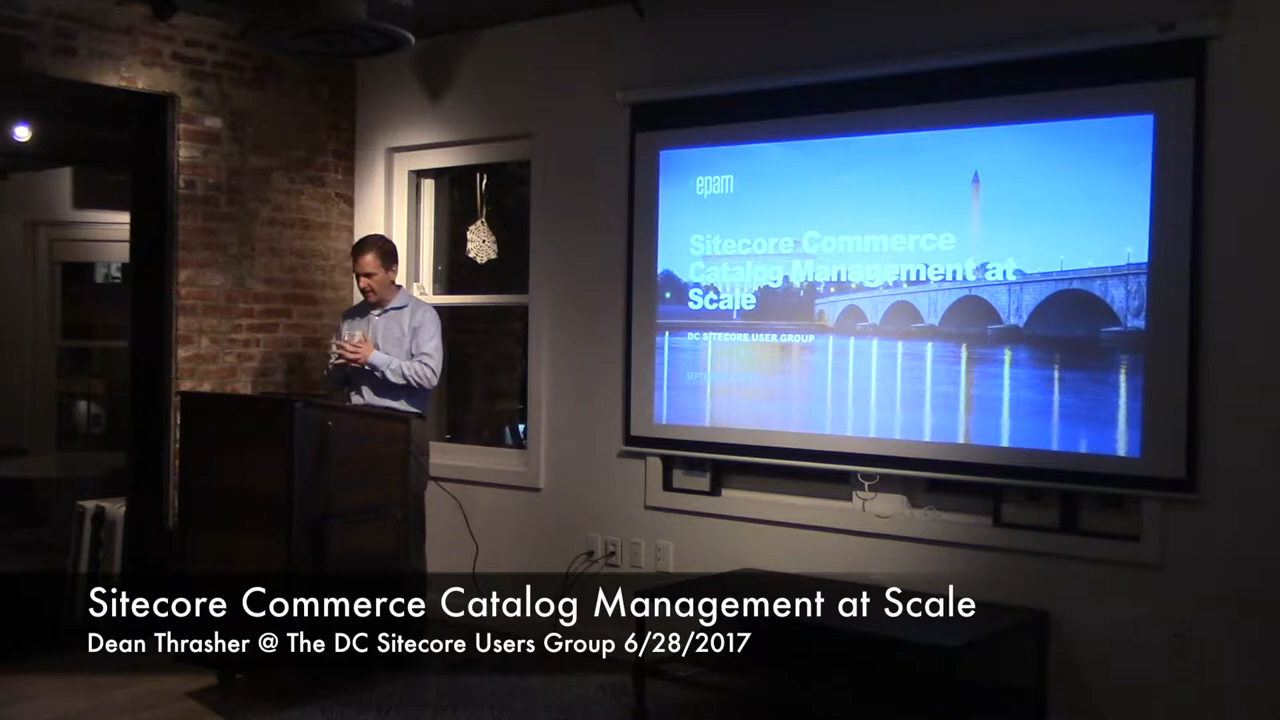 epam
Sitecore Commerce
Catalog Management at
Scale
DC SITECORE USER GROUP
Sitecore Commerce Catalog Management at Scale
Dean Thrasher @ The DC Sitecore Users Group 6/28/2017